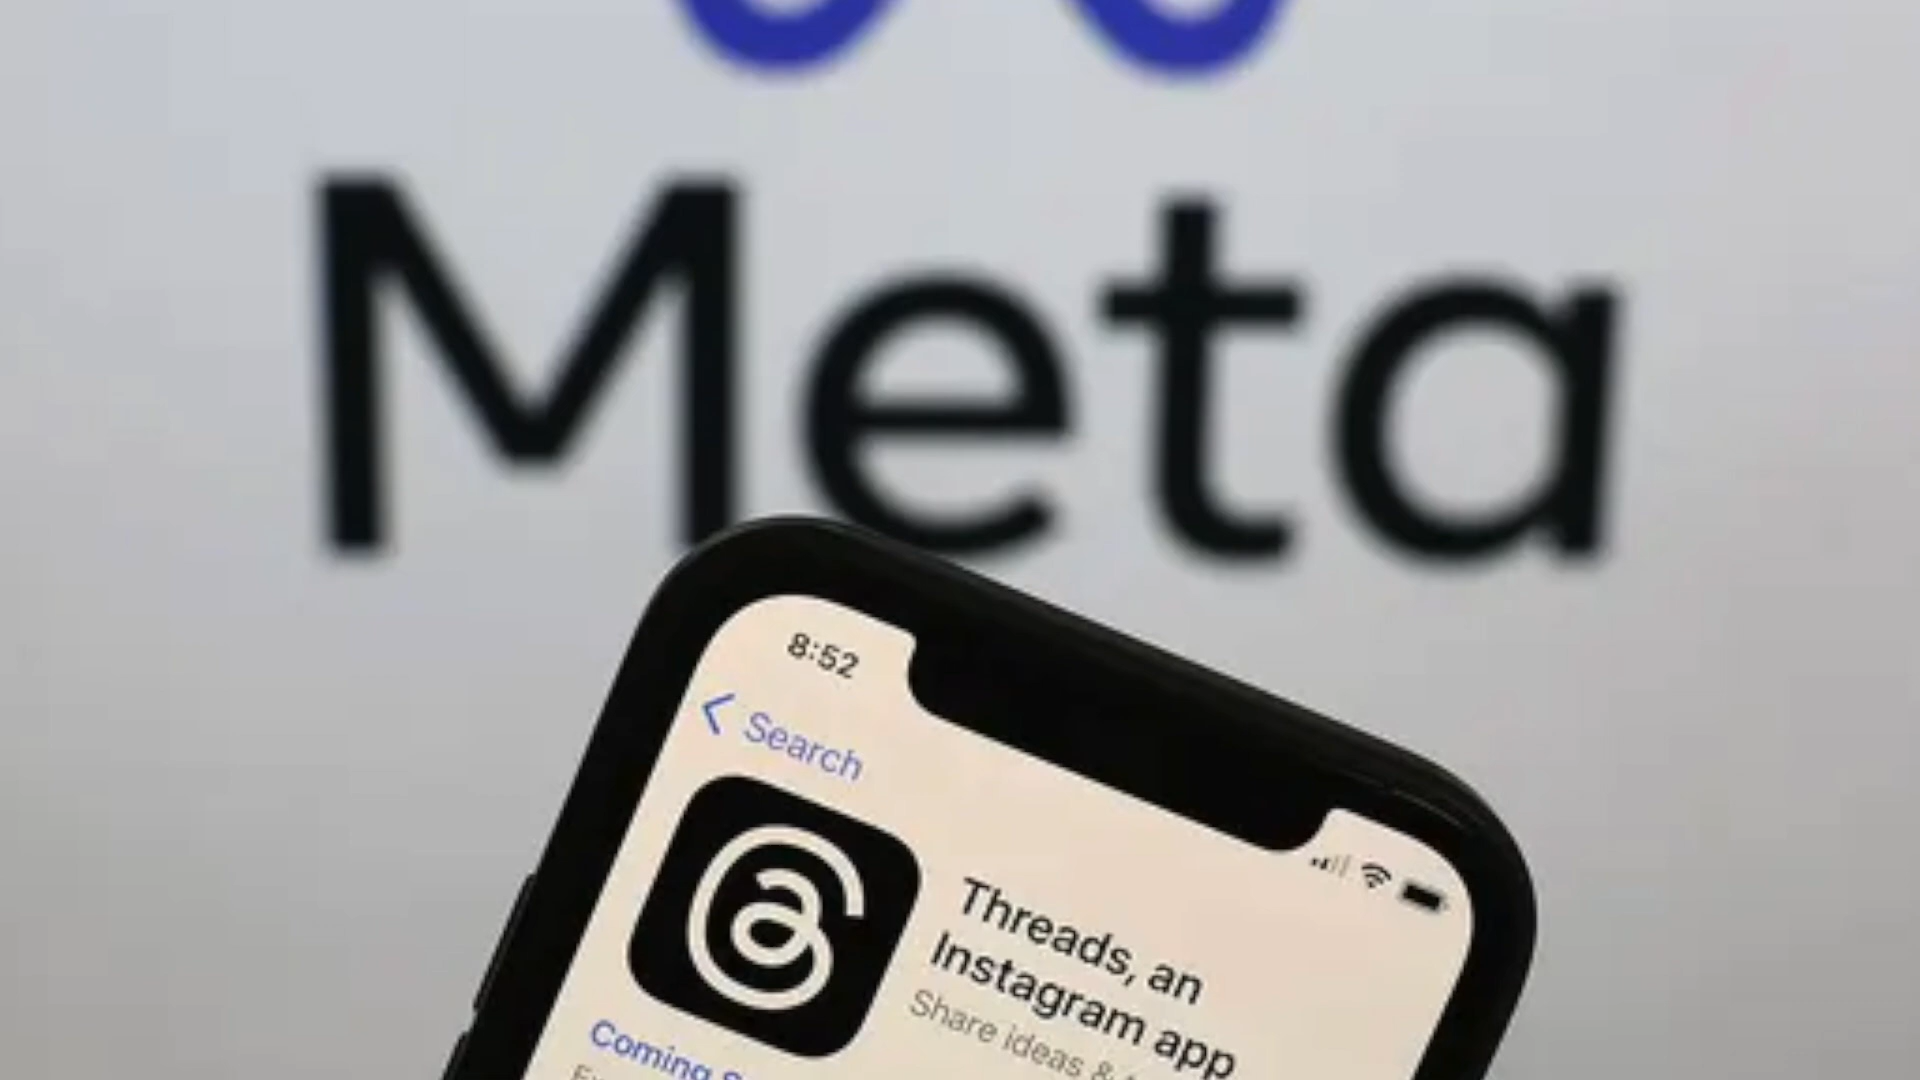 Meta
8:52
Search
Threads, an
Instagram app
Share ideas &
Coming